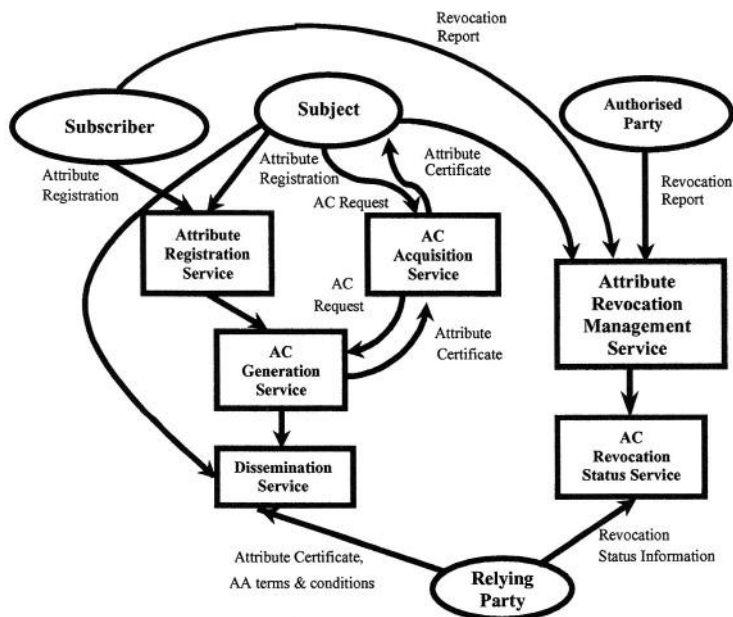 Revocation
Report
Subscriber
Subject
Authorised
Party
Attribute
Registration
Attribute
Registration
Attribute
Certificate
Revocation
Report
AC Request
Attribute
Registration
Service
AC
Acquisition
Service
Attribute
Revocation
Management
Service
AC
Request
Attribute
Certificate
AC
Generation
Service
AC
Revocation
Status Service
Dissemination
Service
Attribute Certificate,
AA terms & conditions
Revocation
Status Information
Relying
Party